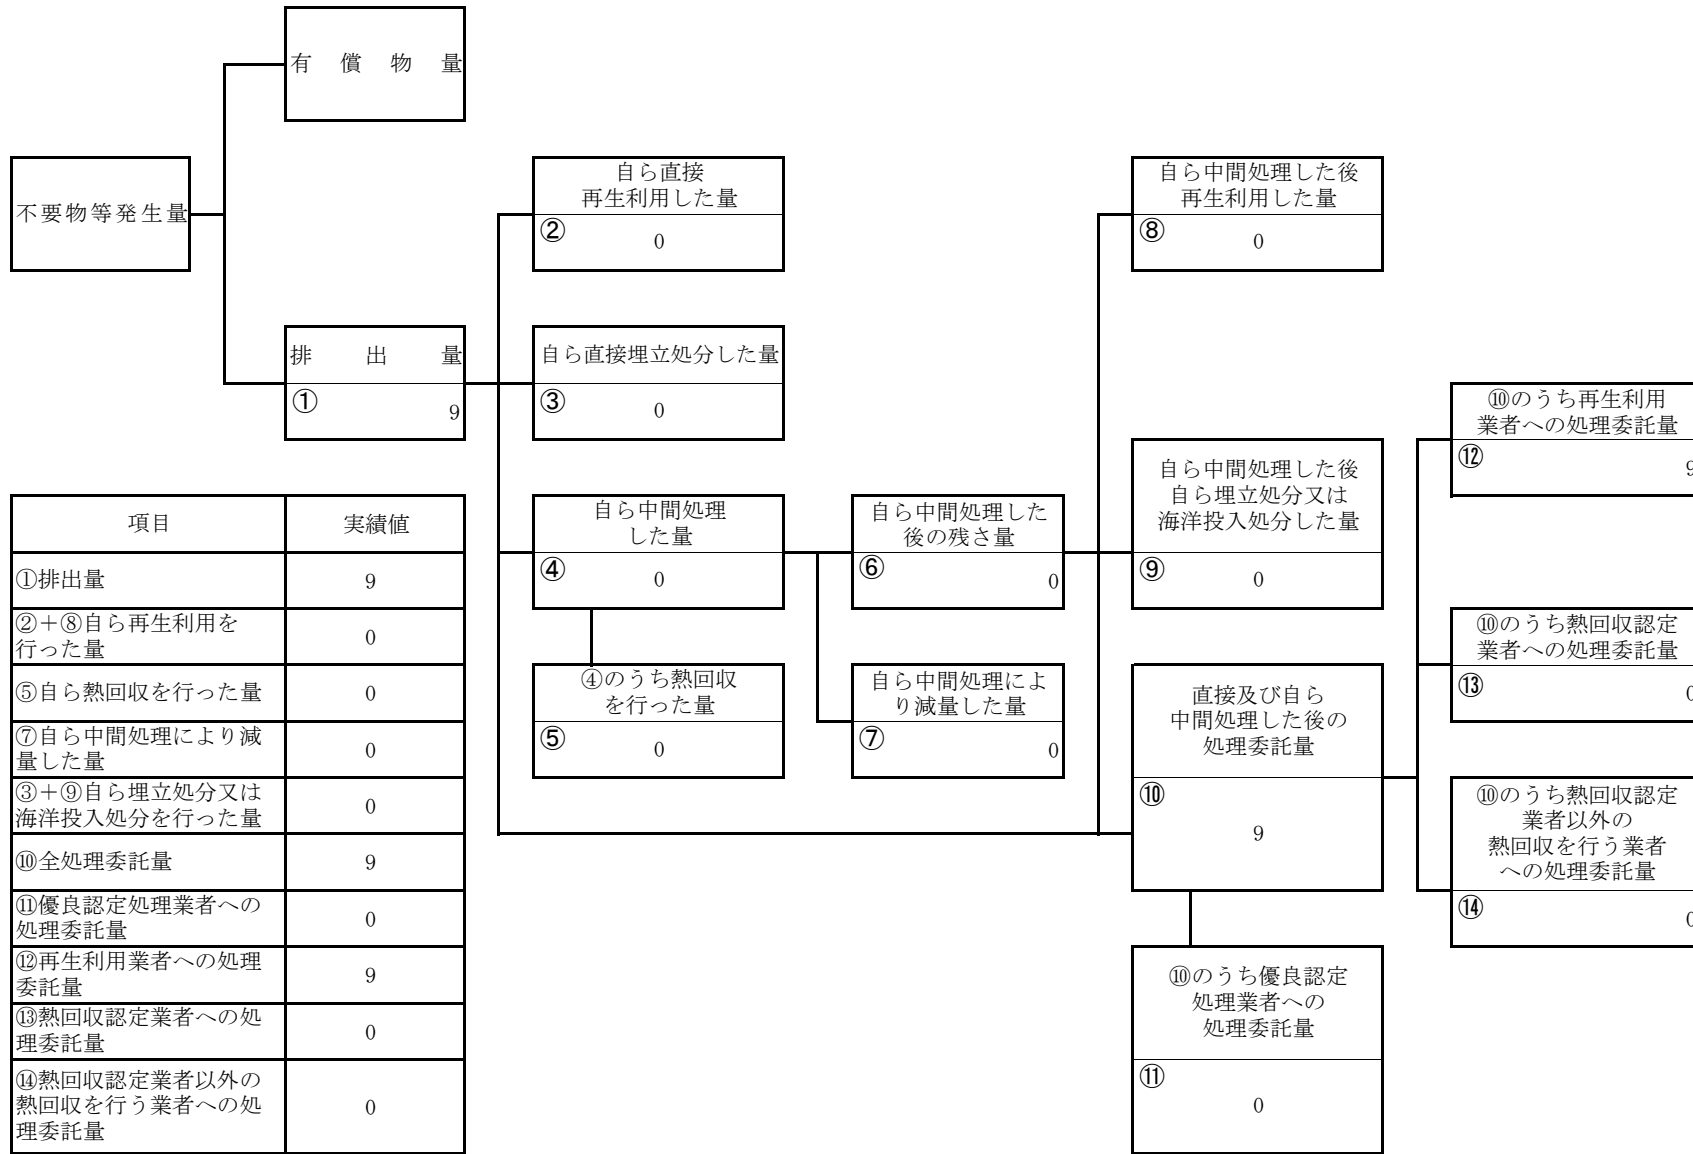 有償物量
不要物等発生量
排出量
①
9
自ら直接
再生利用した量
②
0
自ら直接埋立処分した量
③
0
自ら中間処理
した量
④
0
④のうち熱回収
を行った量
⑤
0
自ら中間処理した
後の残さ量
⑥
0
自ら中間処理によ
り減量した量
⑦
0
自ら中間処理した後
再生利用した量
⑧
0
自ら中間処理した後
自ら埋立処分又は
海洋投入処分した量
⑨
0
直接及び自ら
中間処理した後の
処理委託量
⑩
9
⑩のうち優良認定
処理業者への
処理委託量
⑪
0
⑩のうち再生利用
業者への処理委託量
⑫
9
⑩のうち熱回収認定
業者への処理委託量
⑬
0
⑩のうち熱回収認定
業者以外の
熱回収を行う業者
への処理委託量
⑭
0
項目 実績値
①排出量 9
②＋⑧自ら再生利用を
行った量 0
⑤自ら熱回収を行った量 0
⑦自ら中間処理により減
量した量 0
③＋⑨自ら埋立処分又は
海洋投入処分を行った量 0
⑩全処理委託量 9
⑪優良認定処理業者への
処理委託量 0
⑫再生利用業者への処理
委託量 9
⑬熱回収認定業者への処
理委託量 0
⑭熱回収認定業者以外の
熱回収を行う業者への処
理委託量 0